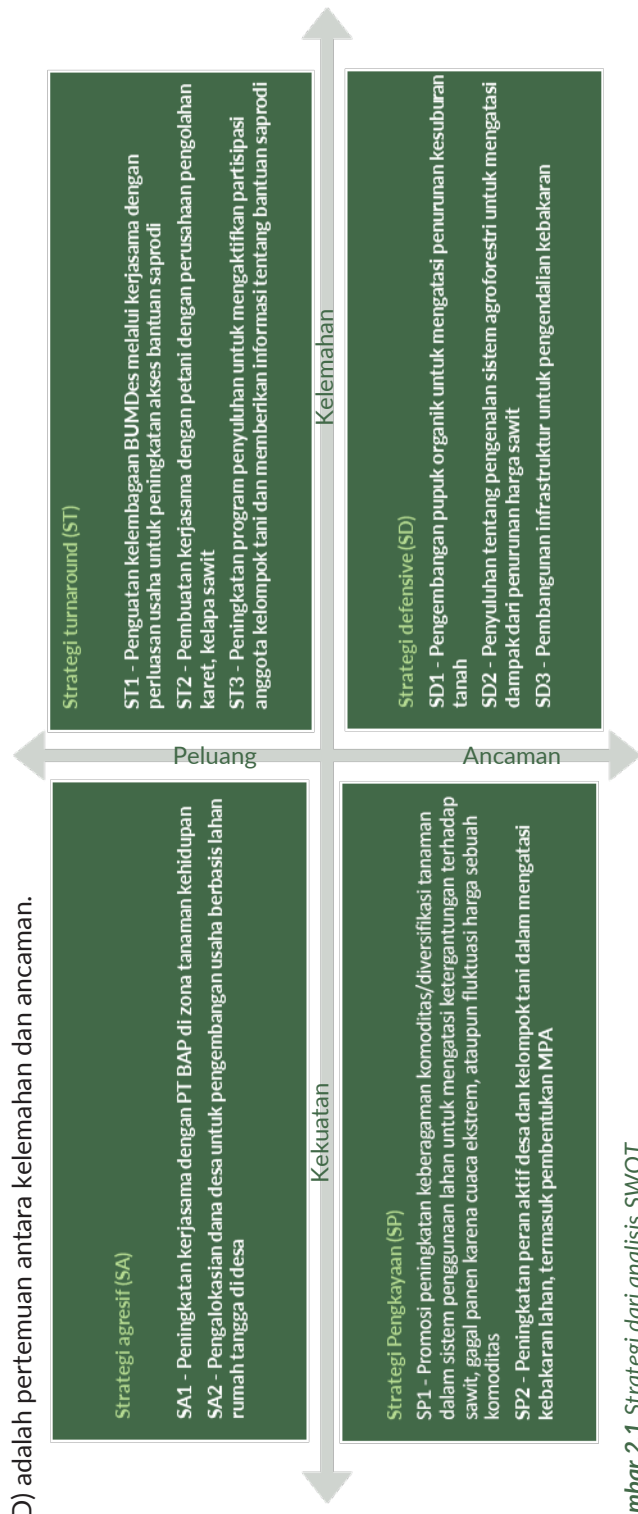 D) adalah pertemuan antara kelemahan dan ancaman.
Strategi agresif (SA)
SA1 - Peningkatan kerjasama dengan PT BAP di zona tanaman kehidupan
SA2 - Pengalokasian dana desa untuk pengembangan usaha berbasis lahan
rumah tangga di desa
Peluang
Strategi turnaround (ST)
ST1 - Penguatan kelembagaan BUMDes melalui kerjasama dengan
perluasan usaha untuk peningkatan akses bantuan saprodi
ST2 - Pembuatan kerjasama dengan petani dengan perusahaan pengolahan
karet, kelapa sawit
ST3 - Peningkatan program penyuluhan untuk mengaktifkan partisipasi
anggota kelompok tani dan memberikan informasi tentang bantuan saprodi
Kekuatan
Kelemahan
Strategi Pengkayaan (SP)
SP1 - Promosi peningkatan keberagaman komoditas/diversifikasi tanaman
dalam sistem penggunaan lahan untuk mengatasi ketergantungan terhadap
sawit, gagal panen karena cuaca ekstrem, ataupun fluktuasi harga sebuah
komoditas
SP2 - Peningkatan peran aktif desa dan kelompok tani dalam mengatasi
kebakaran lahan, termasuk pembentukan MPA
Ancaman
Strategi defensive (SD)
SD1 - Pengembangan pupuk organik untuk mengatasi penurunan kesuburan
tanah
SD2 - Penyuluhan tentang pengenalan sistem agroforestri untuk mengatasi
dampak dari penurunan harga sawit
SD3 - Pembangunan infrastruktur untuk pengendalian kebakaran
mbar 2.1 Strategi dari analisis SWOT